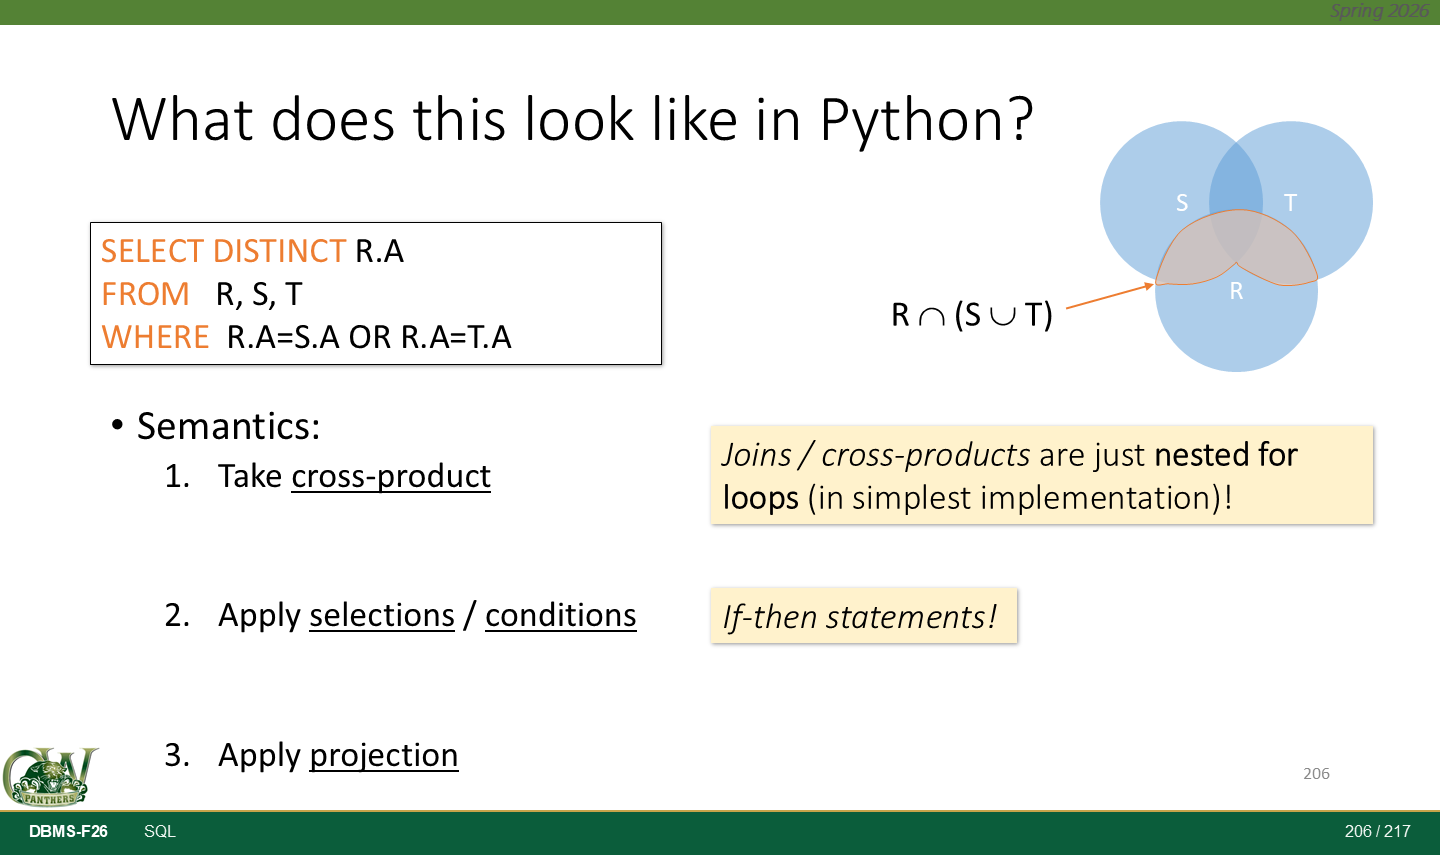 Spring 2026
What does this look like in Python?
SELECT DISTINCT R.A
FROM R, S, T
WHERE R.A=S.A OR R.A=T.A
S
T
R
R ∩ (S ∪ T)
• Semantics:
1. Take cross-product
Joins / cross-products are just nested for
loops (in simplest implementation)!
2. Apply selections / conditions
If-then statements!
3. Apply projection
206
OW
PANTHERS
DBMS-F26
SQL
206 / 217